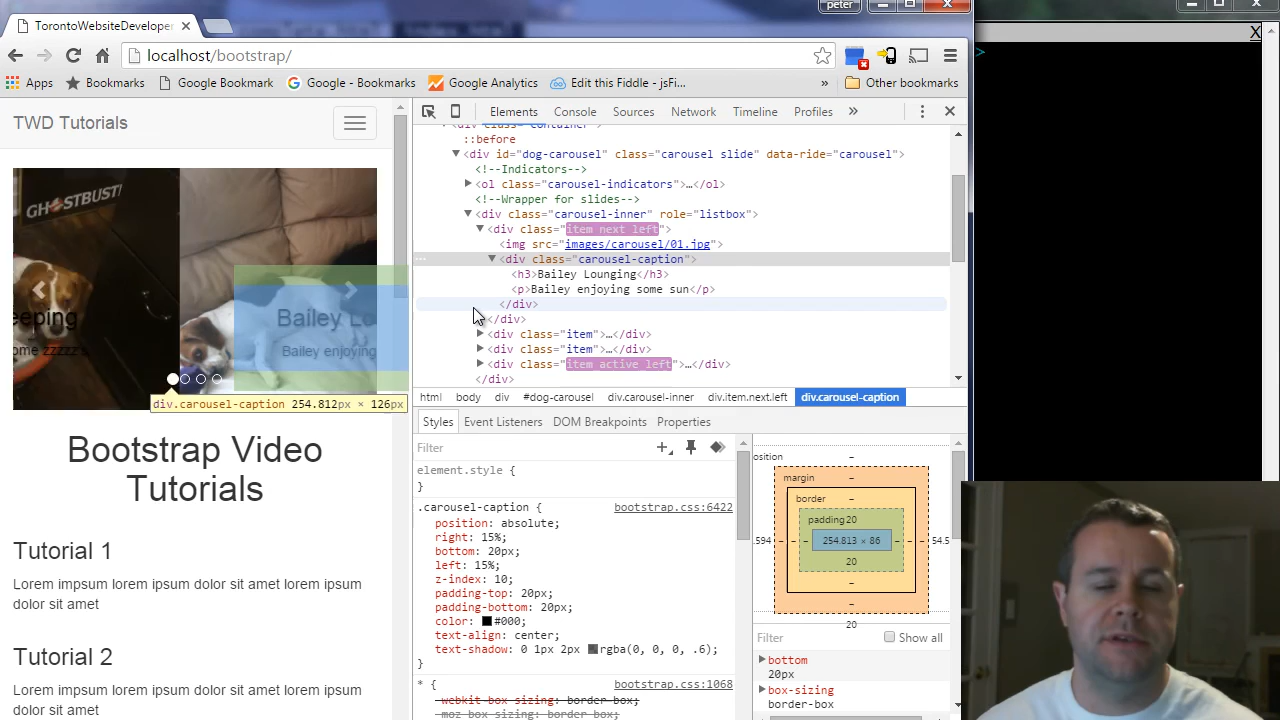 peter
TorontoWebsiteDeveloper
localhost/bootstrap/
Apps
Bookmarks
Google Bookmark
Google - Bookmarks
Google Analytics
Edit this Fiddle - jsFi...
»
Other bookmarks
X
>
TWD Tutorials
GHOSTBUST!
eeping
Bailey Lo
Bailey enjoying
div.carousel-caption 254.812px × 126px
Bootstrap Video
Tutorials
Tutorial 1
Lorem impsum lorem ipsum dolor sit amet lorem ipsum
dolor sit amet
Tutorial 2
Lorem impsum lorem ipsum dolor sit amet lorem ipsum
dolor sit amet
Elements Console Sources Network Timeline Profiles »
::before
<div id="dog-carousel" class="carousel slide" data-ride="carousel">
<!--Indicators-->
<ol class="carousel-indicators">…</ol>
<!--Wrapper for slides-->
<div class="carousel-inner" role="listbox">
<div class="item next left">
<img src="images/carousel/01.jpg">
<div class="carousel-caption">
<h3>Bailey Lounging</h3>
<p>Bailey enjoying some sun</p>
</div>
</div>
<div class="item">…</div>
<div class="item">…</div>
<div class="item active left">…</div>
</div>
html body div #dog-carousel div.carousel-inner div.item.next.left div.carousel-caption
Styles Event Listeners DOM Breakpoints Properties
Filter
element.style {
}
.carousel-caption { bootstrap.css:6422
position: absolute;
right: 15%;
bottom: 20px;
left: 15%;
z-index: 10;
padding-top: 20px;
padding-bottom: 20px;
color: #000;
text-align: center;
text-shadow: 0 1px 2px rgba(0, 0, 0, .6);
}
* { bootstrap.css:1068
-webkit-box-sizing: border-box;
-moz-box-sizing: border-box;
osition –
margin –
border –
padding 20
.594 – – 254.813 × 86 – – 54.5
20
–
–
20
Filter
Show all
bottom
20px
box-sizing
border-box